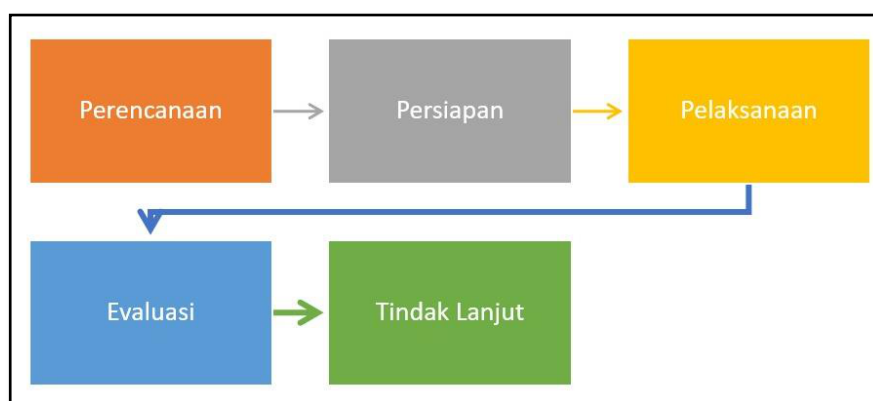 Perencanaan
Persiapan
Pelaksanaan
Evaluasi
Tindak Lanjut